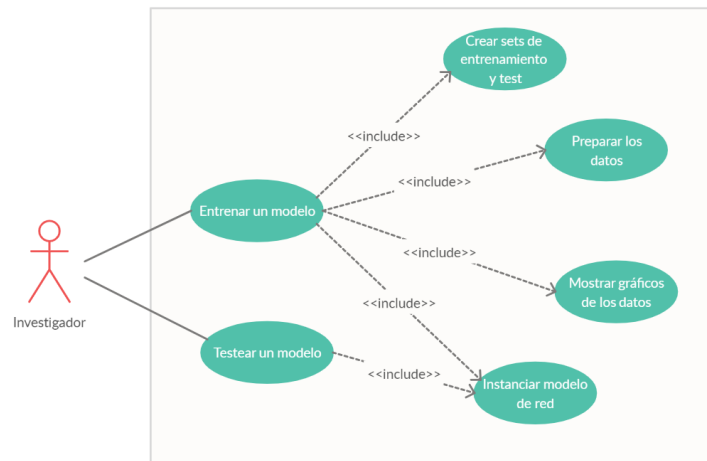 Crear sets de
entrenamiento
y test
<<include>>
Preparar los
datos
<<include>>
Entrenar un modelo
<<include>>
Mostrar gráficos
de los datos
<<include>>
Investigador
Testear un modelo
<<include>>
Instanciar modelo
de red